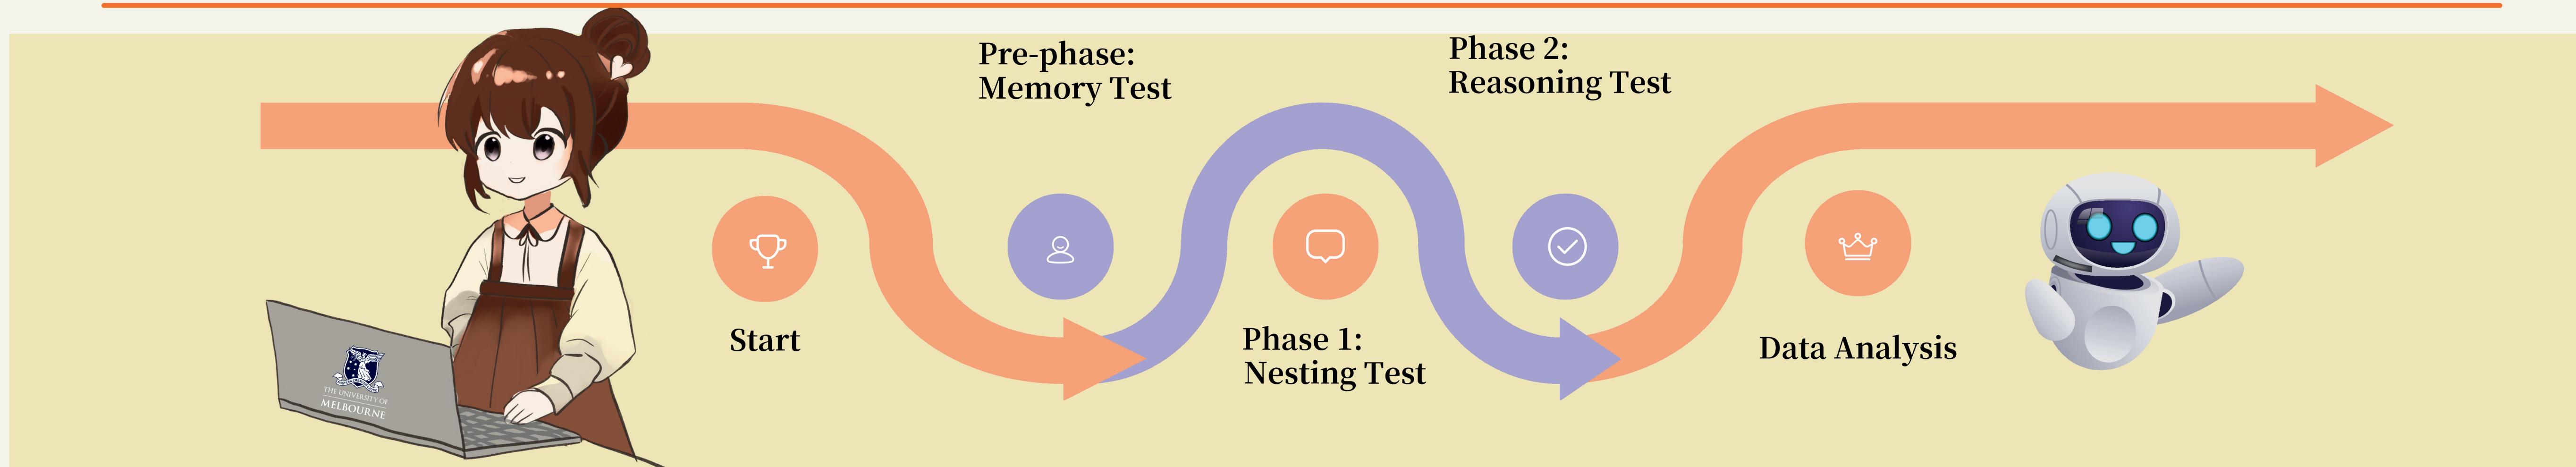 Pre-phase:
Memory Test
Phase 2:
Reasoning Test
Start
Phase 1:
Nesting Test
Data Analysis
THE UNIVERSITY OF
MELBOURNE